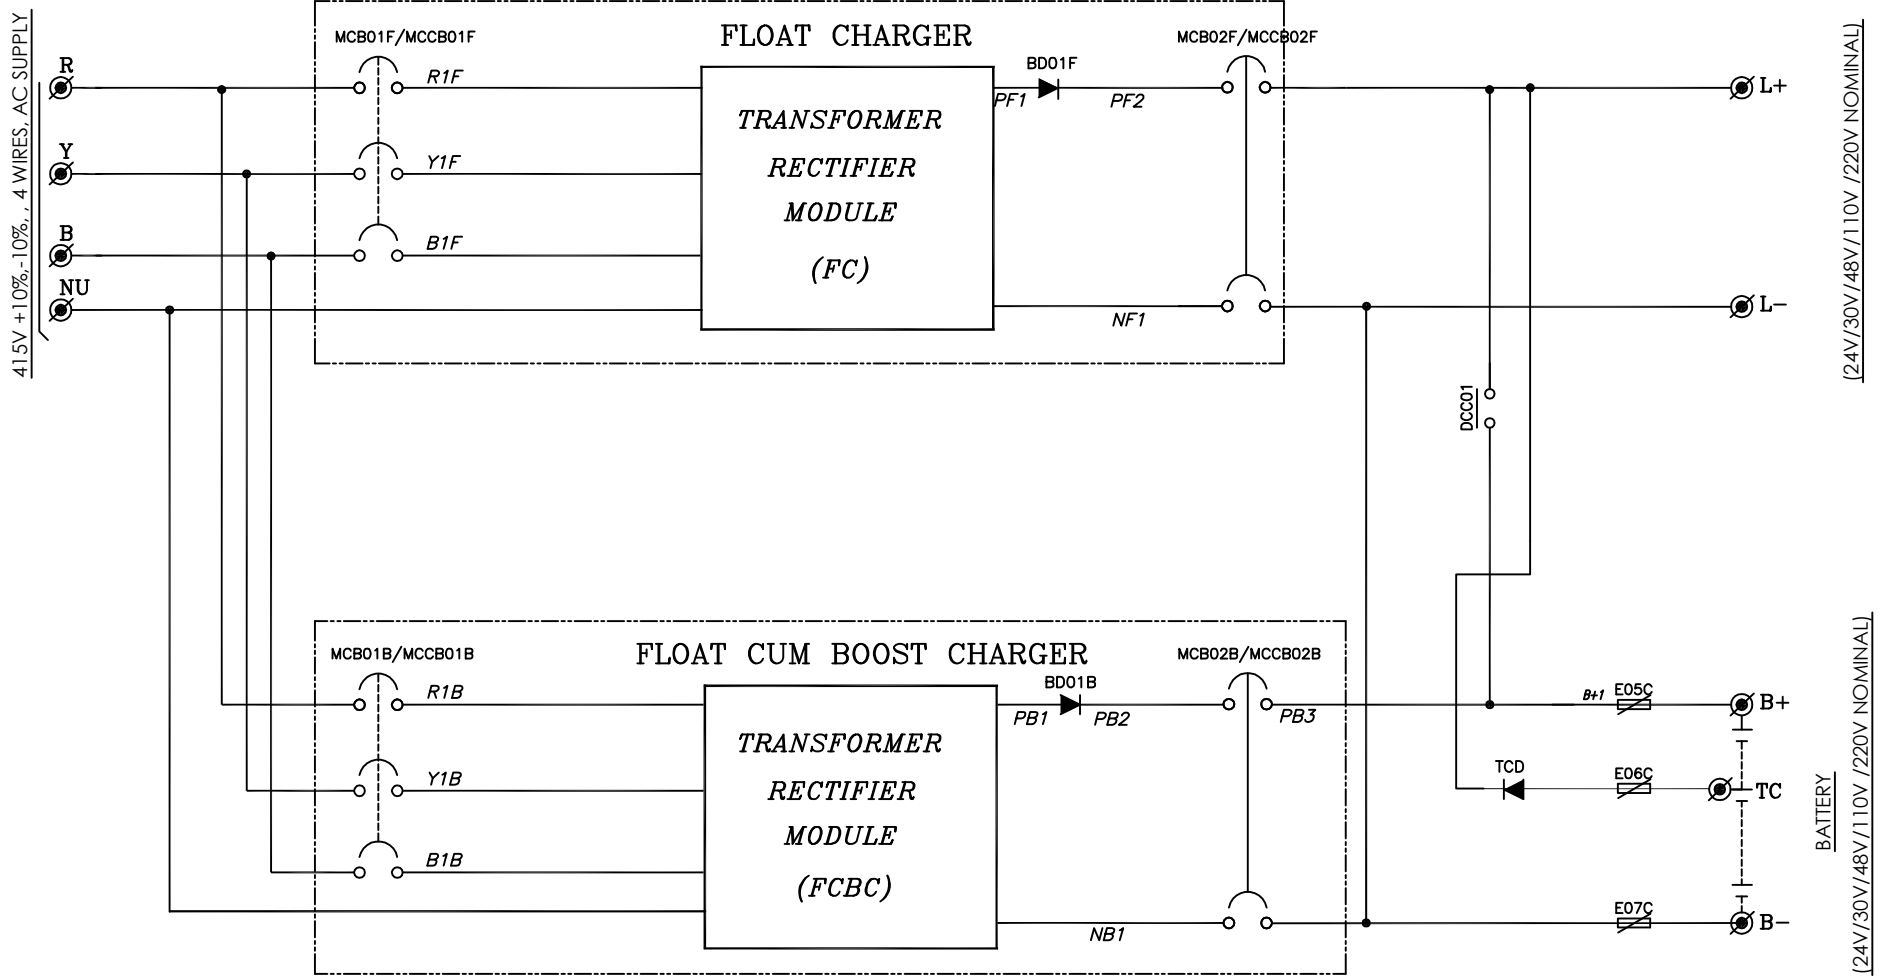 415V +10%,-10%, , 4 WIRES, AC SUPPLY
R
Y
B
NU
MCB01F/MCCB01F
FLOAT CHARGER
MCB02F/MCCB02F
R1F
Y1F
B1F
TRANSFORMER
RECTIFIER
MODULE
(FC)
BD01F
PF1
PF2
NF1
L+
L-
(24V/30V/48V/110V /220V NOMINAL)
DCC01
MCB01B/MCCB01B
FLOAT CUM BOOST CHARGER
MCB02B/MCCB02B
R1B
Y1B
B1B
TRANSFORMER
RECTIFIER
MODULE
(FCBC)
BD01B
PB1
PB2
PB3
NB1
B+1
E05C
B+
TCD
E06C
TC
E07C
B-
BATTERY
(24V/30V/48V/110V /220V NOMINAL)